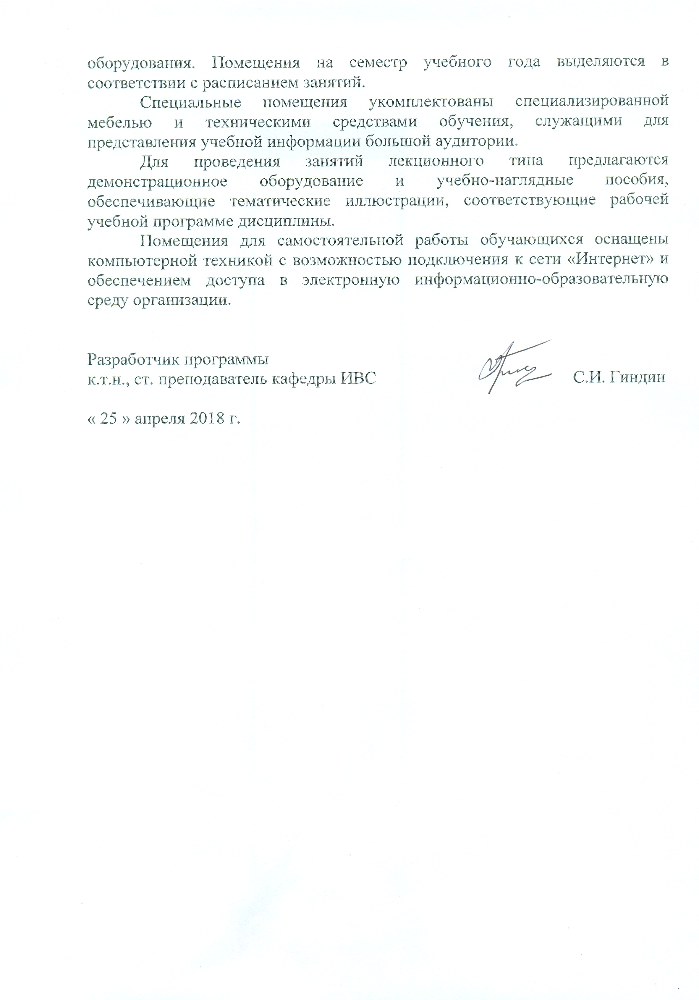 оборудования. Помещения на семестр учебного года выделяются в
соответствии с расписанием занятий.
Специальные помещения укомплектованы специализированной
мебелью и техническими средствами обучения, служащими для
представления учебной информации большой аудитории.
Для проведения занятий лекционного типа предлагаются
демонстрационное оборудование и учебно-наглядные пособия,
обеспечивающие тематические иллюстрации, соответствующие рабочей
учебной программе дисциплины.
Помещения для самостоятельной работы обучающихся оснащены
компьютерной техникой с возможностью подключения к сети «Интернет» и
обеспечением доступа в электронную информационно-образовательную
среду организации.
Разработчик программы
к.т.н., ст. преподаватель кафедры ИВС С.И. Гиндин
« 25 » апреля 2018 г.